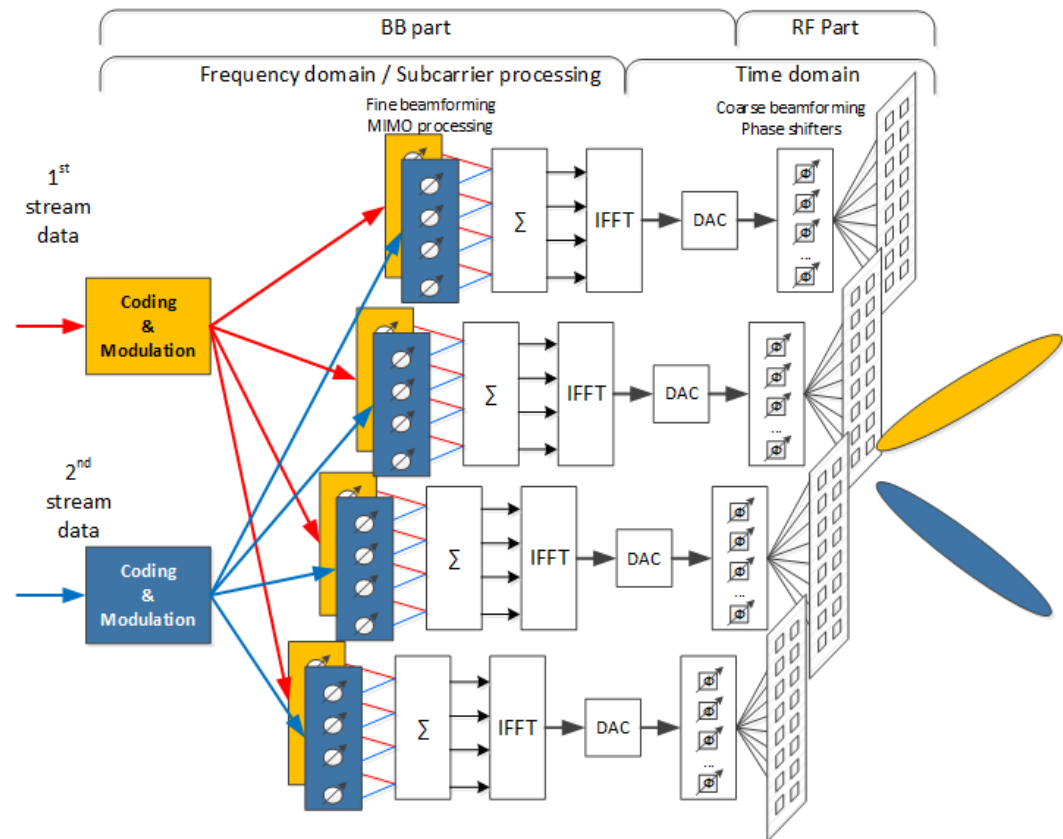 BB part
RF Part
Frequency domain / Subcarrier processing
Time domain
Fine beamforming
MIMO processing
Coarse beamforming
Phase shifters
1st
stream
data
Coding
&
Modulation
2nd
stream
data
Coding
&
Modulation
Σ
IFFT
DAC
Φ
Φ
Φ
...
Φ
Σ
IFFT
DAC
Φ
Φ
Φ
...
Φ
Σ
IFFT
DAC
Φ
Φ
Φ
...
Φ
Σ
IFFT
DAC
Φ
Φ
Φ
...
Φ